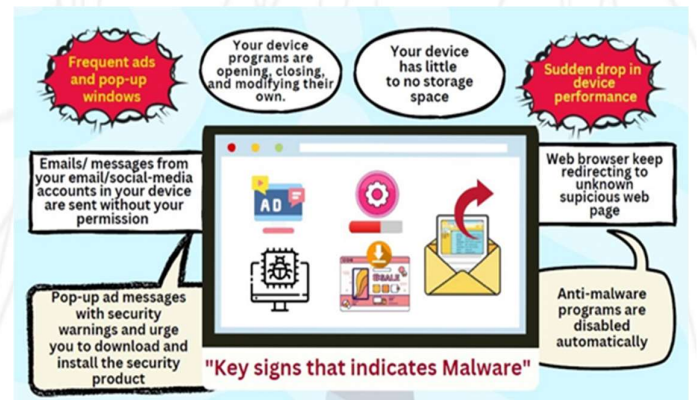 Frequent ads
and pop-up
windows
Your device
programs are
opening, closing,
and modifying their
own.
Your device
has little
to no storage
space
Sudden drop in
device
performance
Emails/ messages from
your email/social-media
accounts in your device
are sent without your
permission
Web browser keep
redirecting to
unknown
supicious web
page
AD
SALE
Pop-up ad messages
with security
warnings and urge
you to download and
install the security
product
Anti-malware
programs are
disabled
automatically
"Key signs that indicates Malware"